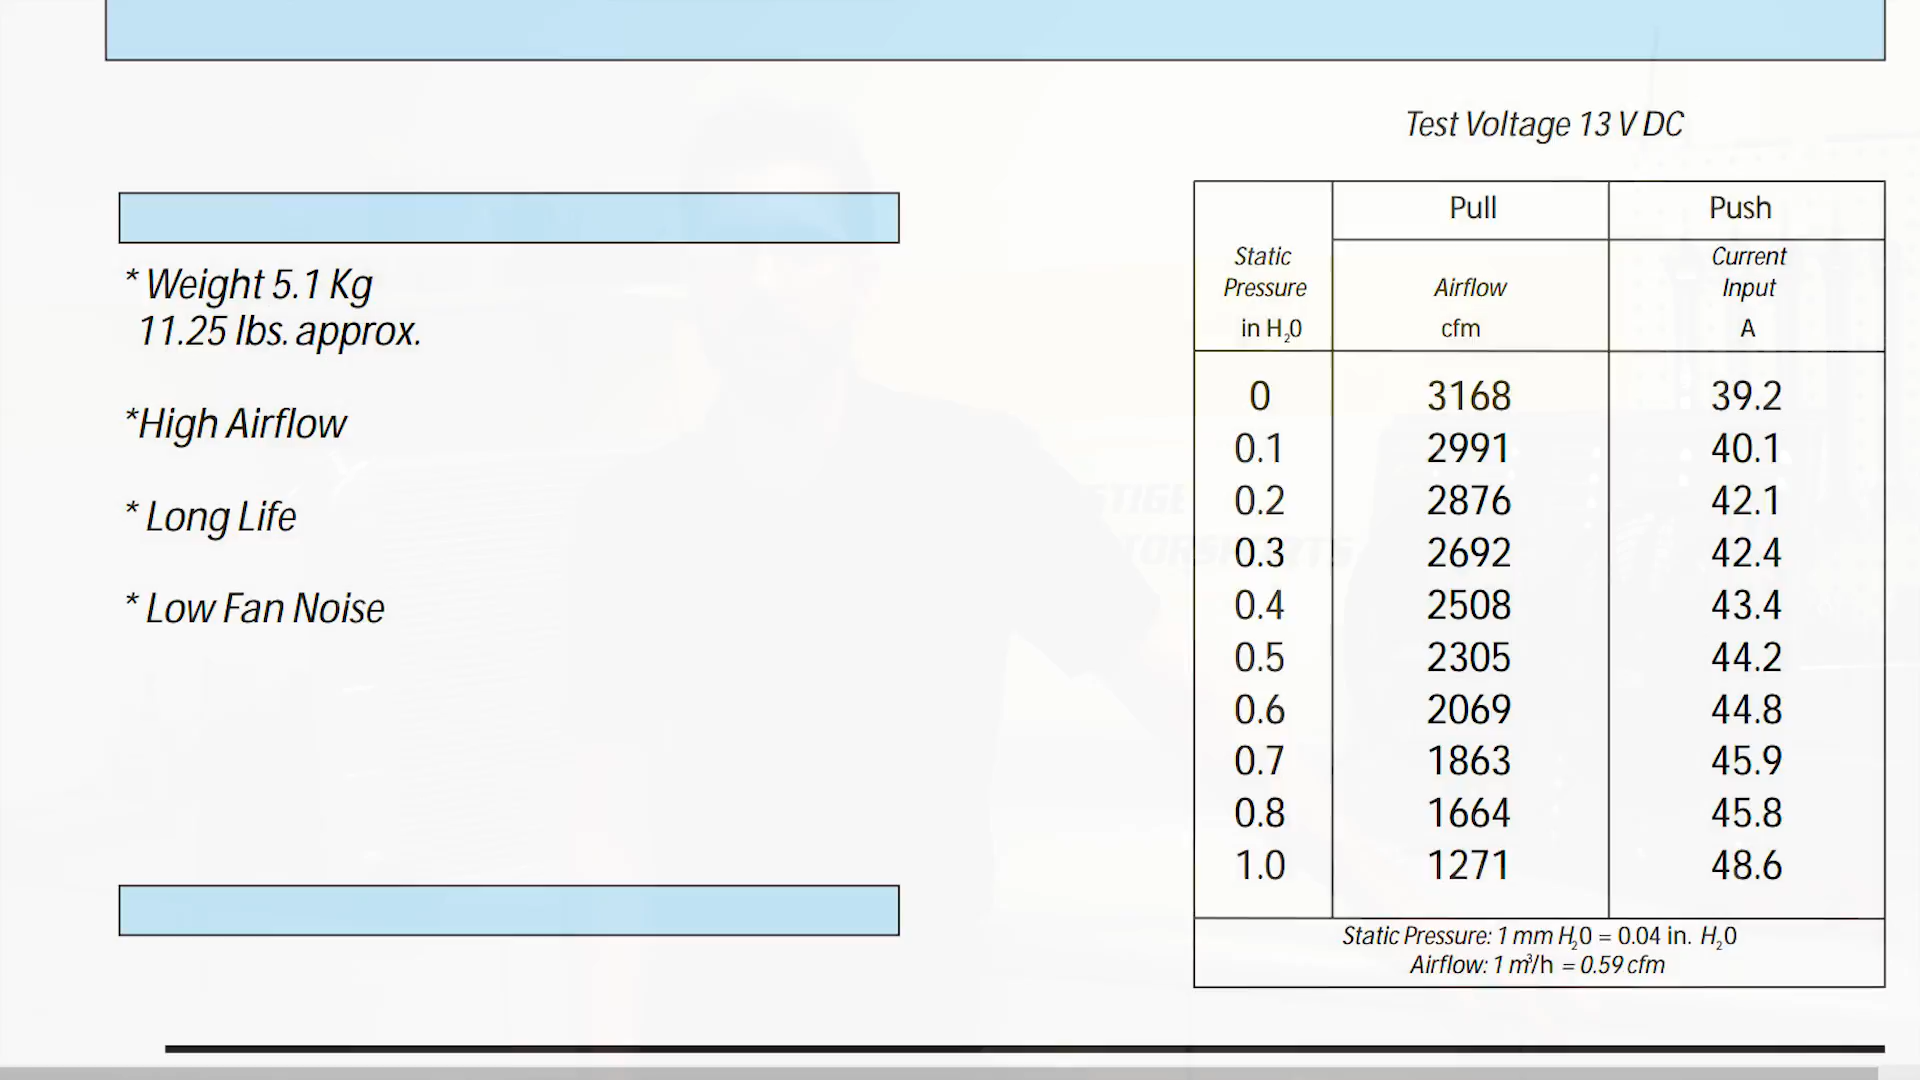 Test Voltage 13 V DC
* Weight 5.1 Kg
11.25 lbs. approx.
*High Airflow
* Long Life
* Low Fan Noise
Pull Push
Static Pressure in H₂0 Airflow cfm Current Input A
0 3168 39.2
0.1 2991 40.1
0.2 2876 42.1
0.3 2692 42.4
0.4 2508 43.4
0.5 2305 44.2
0.6 2069 44.8
0.7 1863 45.9
0.8 1664 45.8
1.0 1271 48.6
Static Pressure: 1 mm H₂0 = 0.04 in. H₂0
Airflow: 1 m³/h = 0.59 cfm